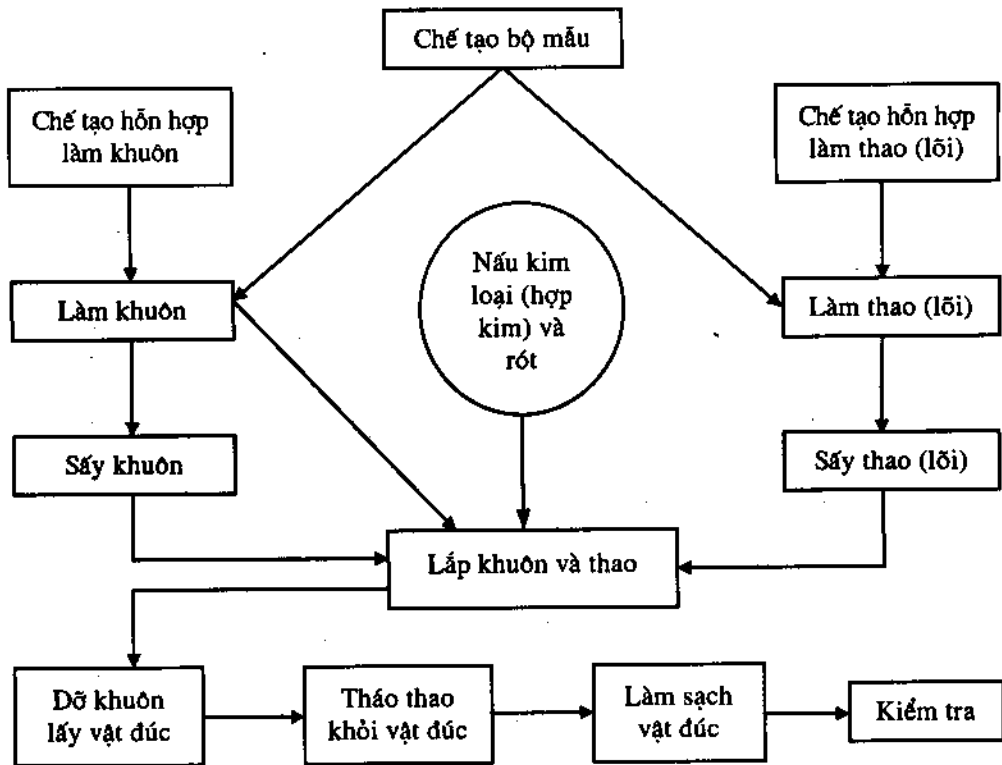 Chế tạo bộ mẫu
Chế tạo hỗn hợp
làm khuôn
Chế tạo hỗn hợp
làm thao (lõi)
Nấu kim
loại (hợp
kim) và
rót
Làm khuôn
Làm thao (lõi)
Sấy khuôn
Sấy thao (lõi)
Lắp khuôn và thao
Dỡ khuôn
lấy vật đúc
Tháo thao
khỏi vật đúc
Làm sạch
vật đúc
Kiểm tra